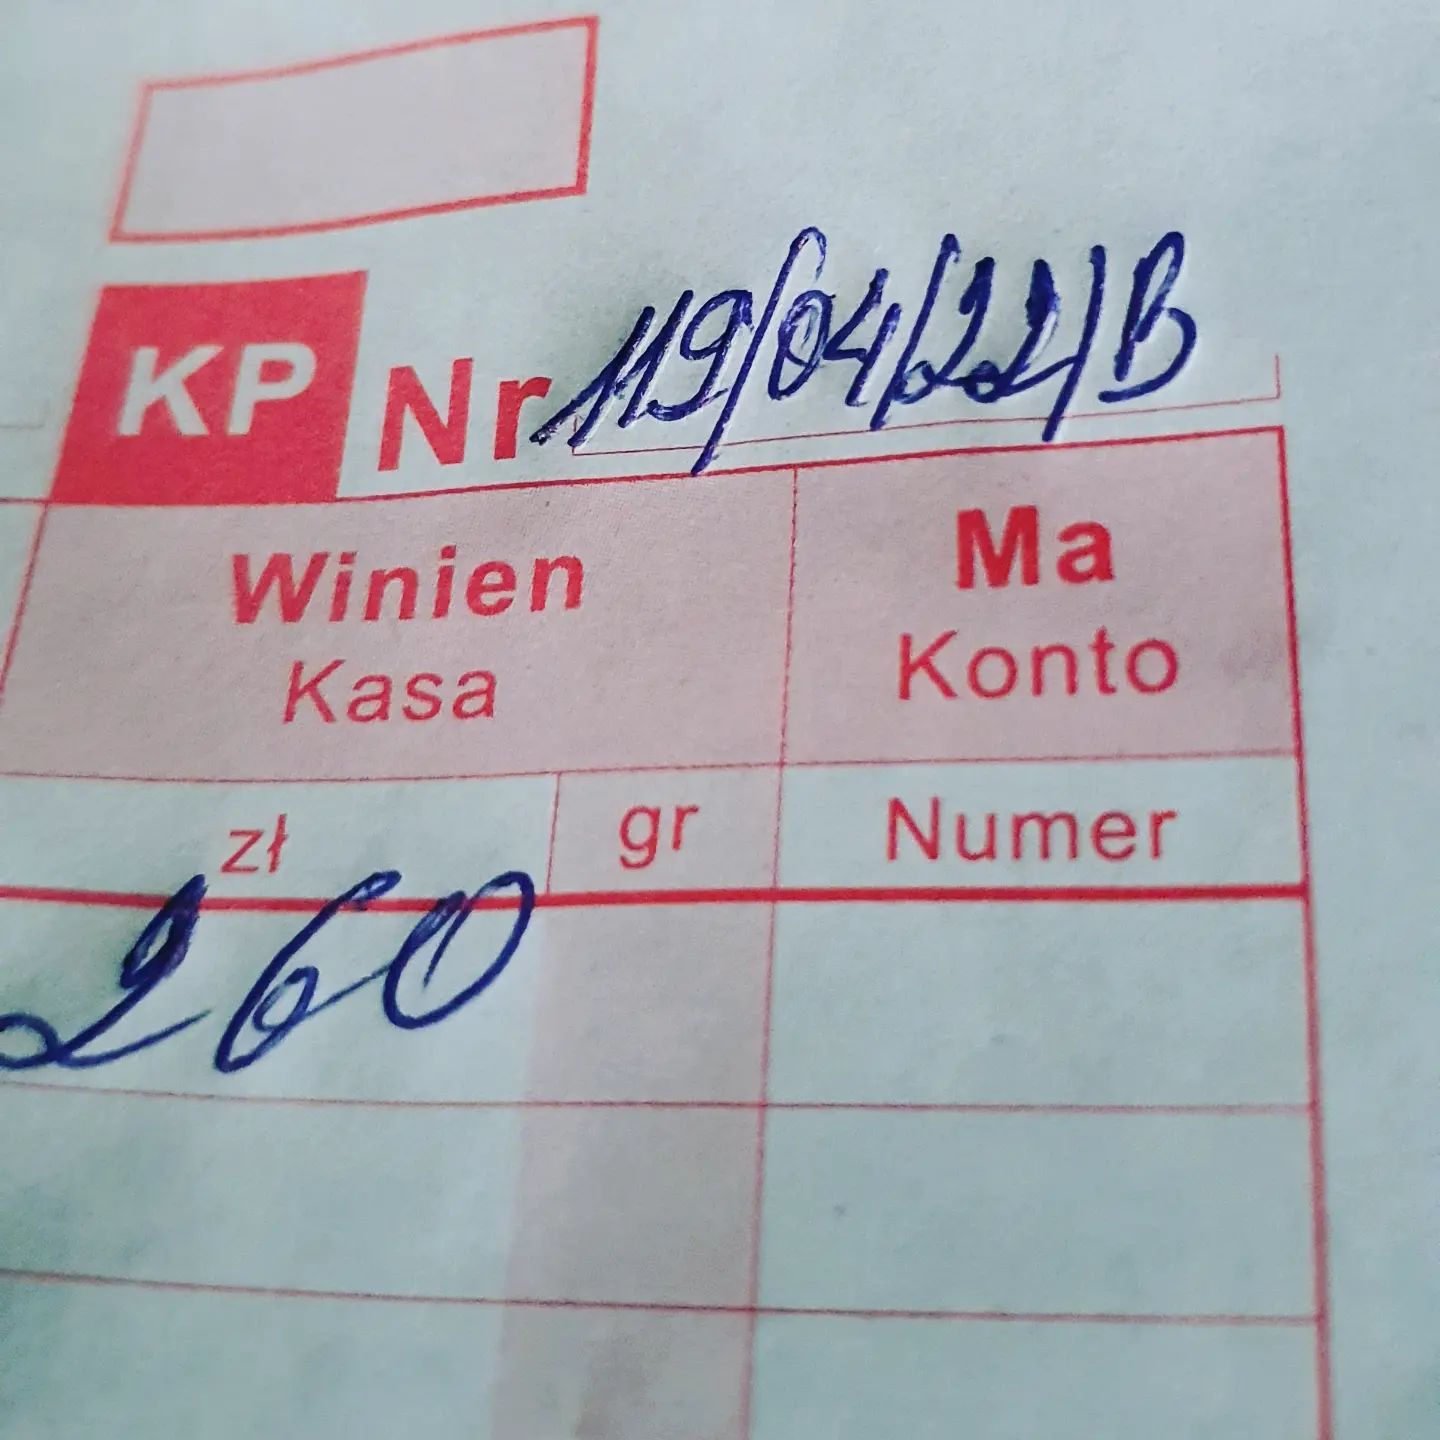 KP Nr 119/04/22/B
Winien Ma
Kasa Konto
zł gr Numer
260